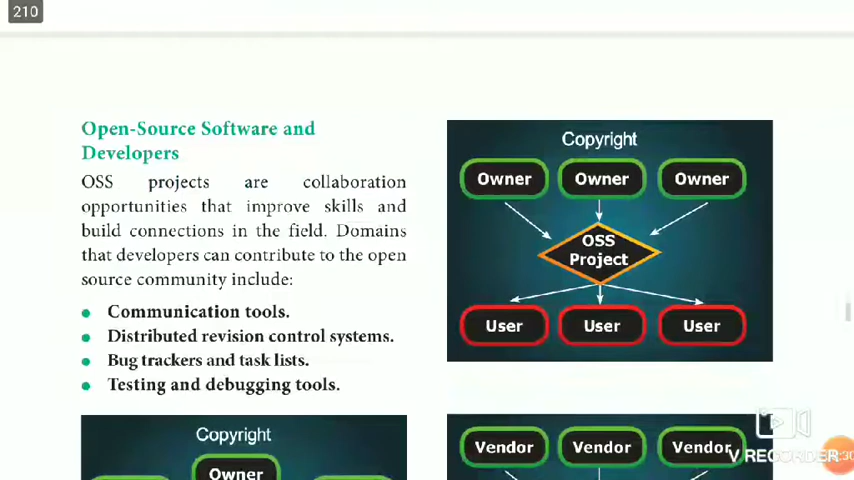 210
Open-Source Software and
Developers
OSS projects are collaboration
opportunities that improve skills and
build connections in the field. Domains
that developers can contribute to the open
source community include:
Communication tools.
Distributed revision control systems.
Bug trackers and task lists.
Testing and debugging tools.
Copyright
Owner
Copyright
Owner Owner Owner
OSS
Project
User User User
Vendor Vendor Vendor
V RECORDER